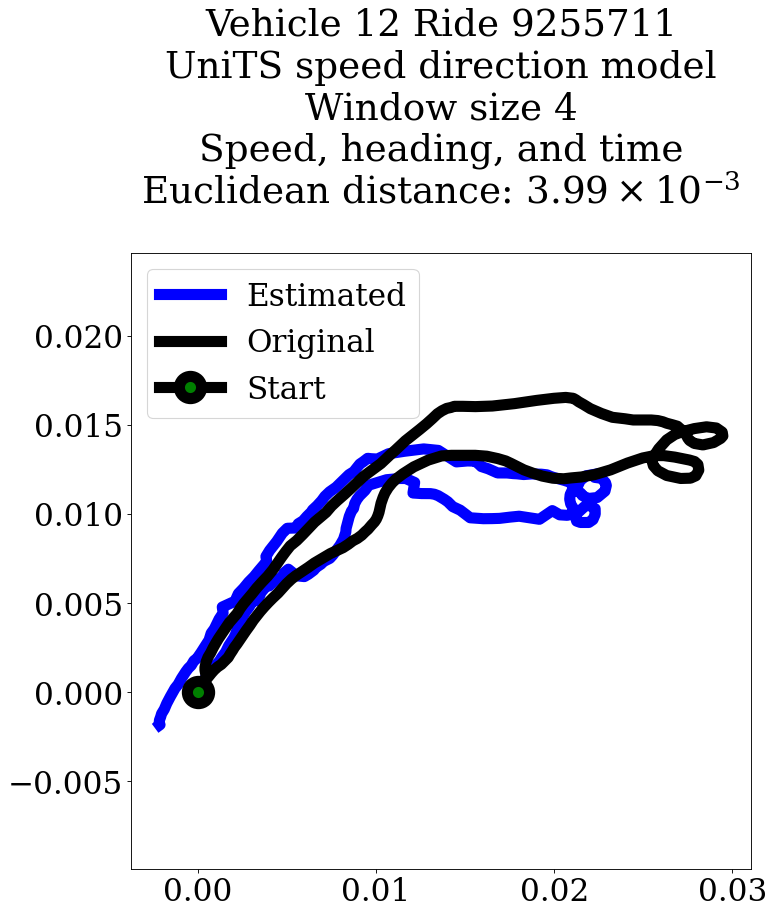 Vehicle 12 Ride 9255711
UniTS speed direction model
Window size 4
Speed, heading, and time
Euclidean distance: 3.99 × 10⁻³
Estimated
Original
Start
0.020
0.015
0.010
0.005
0.000
−0.005
0.00 0.01 0.02 0.03